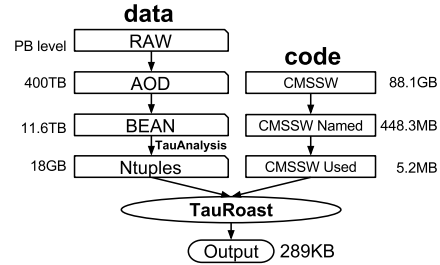 data
code
PB level RAW
400TB AOD CMSSW 88.1GB
11.6TB BEAN CMSSW Named 448.3MB
TauAnalysis
18GB Ntuples CMSSW Used 5.2MB
TauRoast
Output 289KB